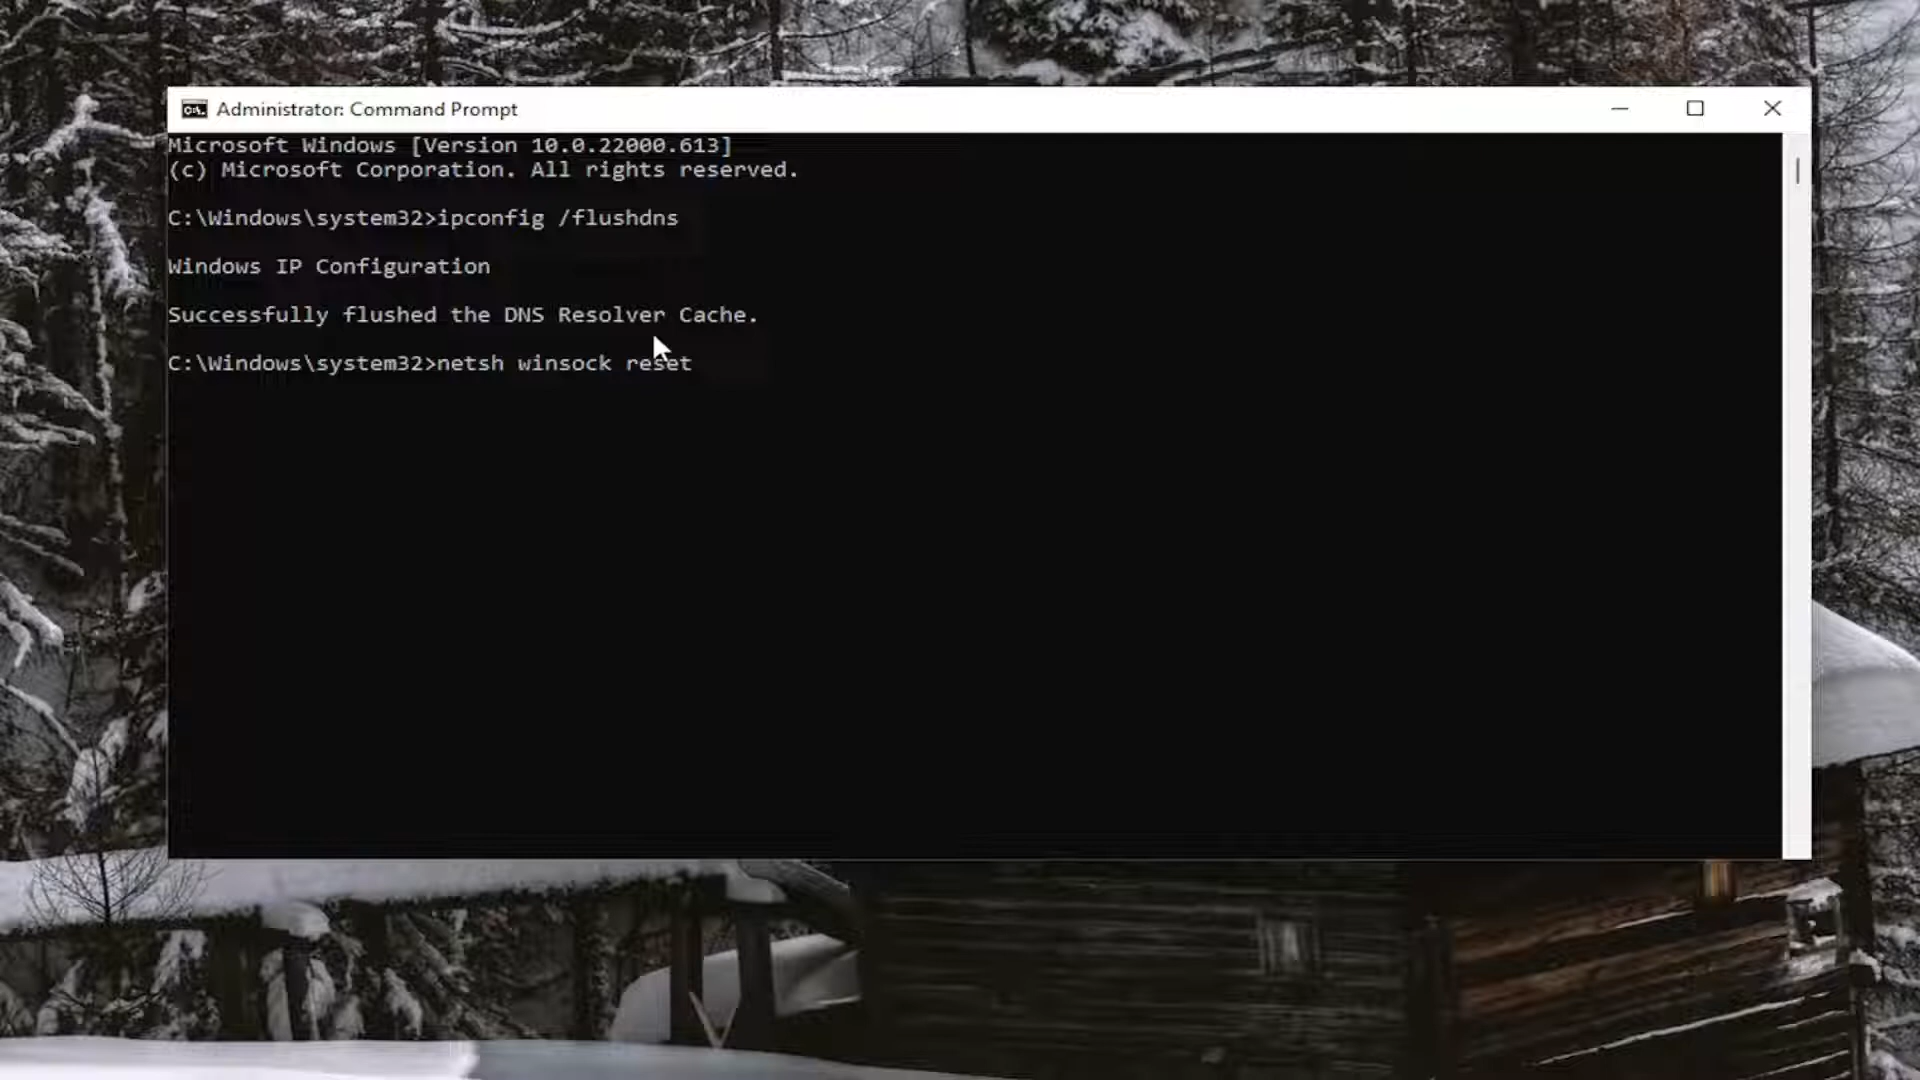 Administrator: Command Prompt
Microsoft Windows [Version 10.0.22000.613]
(c) Microsoft Corporation. All rights reserved.
C:\Windows\system32>ipconfig /flushdns
Windows IP Configuration
Successfully flushed the DNS Resolver Cache.
C:\Windows\system32>netsh winsock reset